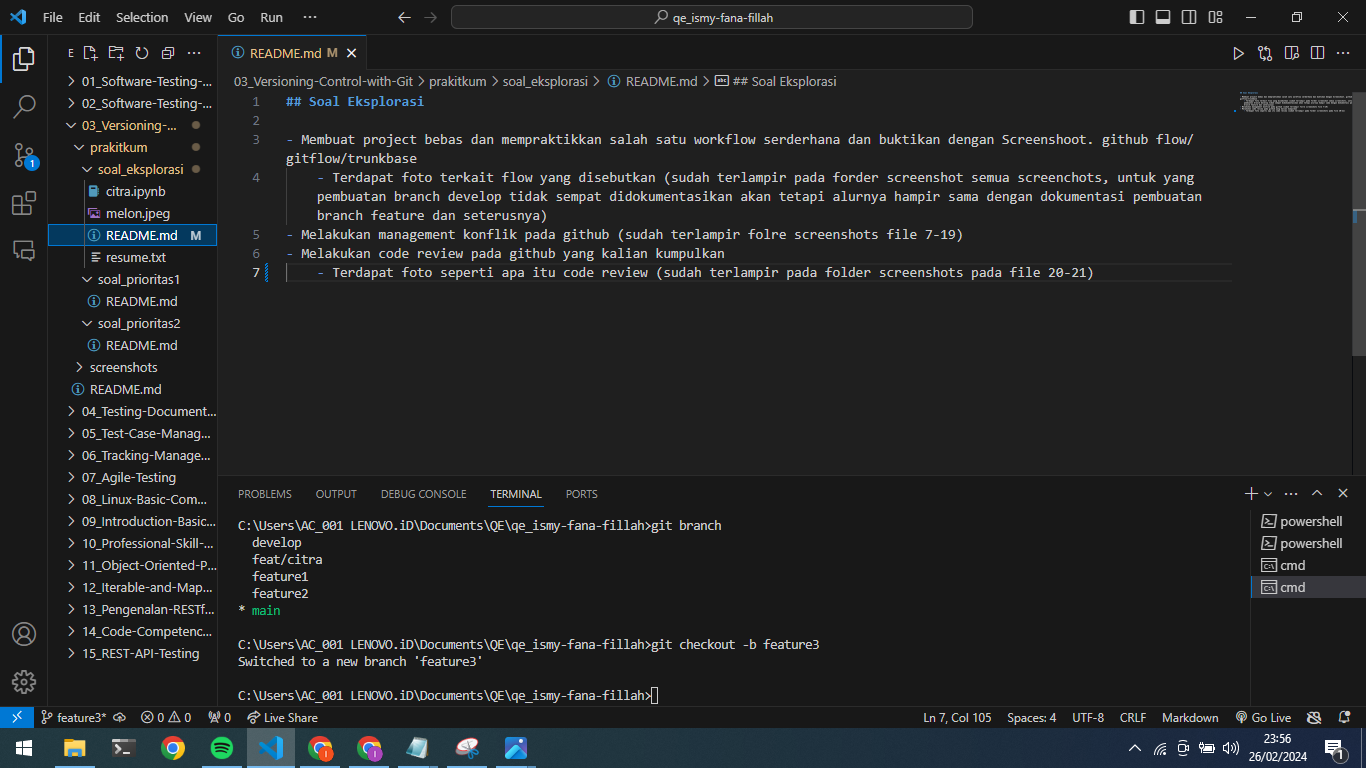 File Edit Selection View Go Run ···
qe_ismy-fana-fillah
E
README.md M
01_Software-Testing-...
02_Software-Testing-...
03_Versioning-...
prakitkum
soal_eksplorasi
citra.ipynb
melon.jpeg
README.md M
resume.txt
soal_prioritas1
README.md
soal_prioritas2
README.md
screenshots
README.md
04_Testing-Document...
05_Test-Case-Manag...
06_Tracking-Manage...
07_Agile-Testing
08_Linux-Basic-Com...
09_Introduction-Basic...
10_Professional-Skill-...
11_Object-Oriented-P...
12_Iterable-and-Map...
13_Pengenalan-RESTf...
14_Code-Competenc...
15_REST-API-Testing
1
03_Versioning-Control-with-Git > prakitkum > soal_eksplorasi > README.md > ## Soal Eksplorasi
1 ## Soal Eksplorasi
2
3 - Membuat project bebas dan mempraktikkan salah satu workflow serderhana dan buktikan dengan Screenshoot. github flow/
gitflow/trunkbase
4 - Terdapat foto terkait flow yang disebutkan (sudah terlampir pada forder screenshot semua screenchots, untuk yang
pembuatan branch develop tidak sempat didokumentasikan akan tetapi alurnya hampir sama dengan dokumentasi pembuatan
branch feature dan seterusnya)
5 - Melakukan management konflik pada github (sudah terlampir folre screenshots file 7-19)
6 - Melakukan code review pada github yang kalian kumpulkan
7 - Terdapat foto seperti apa itu code review (sudah terlampir pada folder screenshots pada file 20-21)
PROBLEMS OUTPUT DEBUG CONSOLE TERMINAL PORTS
C:\Users\AC_001 LENOVO.iD\Documents\QE\qe_ismy-fana-fillah>git branch
develop
feat/citra
feature1
feature2
* main
C:\Users\AC_001 LENOVO.iD\Documents\QE\qe_ismy-fana-fillah>git checkout -b feature3
Switched to a new branch 'feature3'
C:\Users\AC_001 LENOVO.iD\Documents\QE\qe_ismy-fana-fillah>
powershell
powershell
cmd
cmd
feature3* 0 0 0 Live Share Ln 7, Col 105 Spaces: 4 UTF-8 CRLF Markdown Go Live
23:56
26/02/2024
1